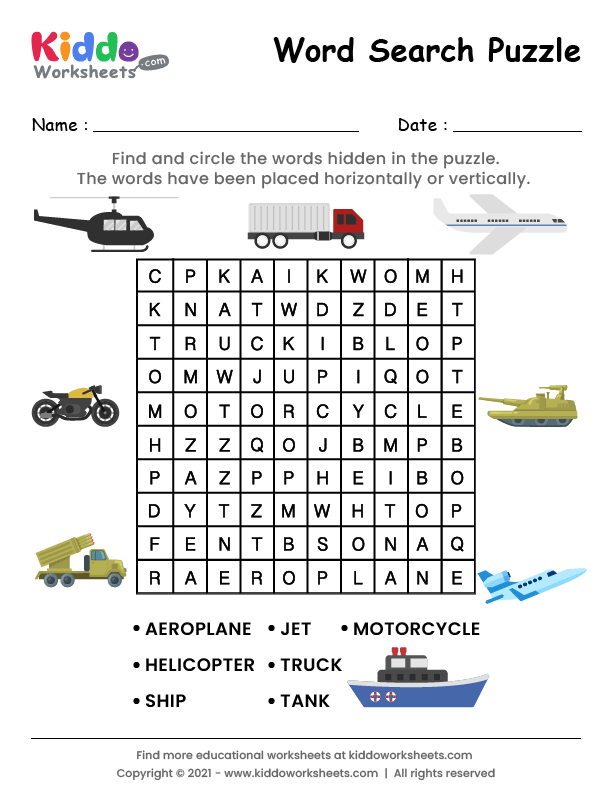 Kiddo
Worksheets
.com
Word Search Puzzle
Name :
Date :
Find and circle the words hidden in the puzzle.
The words have been placed horizontally or vertically.
C P K A I K W O M H
K N A T W D Z D E T
T R U C K I B L O P
O M W J U P I Q O T
M O T O R C Y C L E
H Z Z Q O J B M P B
P A Z P P H E I B O
D Y T Z M W H T O P
F E N T B S O N A Q
R A E R O P L A N E
• AEROPLANE • JET • MOTORCYCLE
• HELICOPTER • TRUCK
• SHIP • TANK
Find more educational worksheets at kiddoworksheets.com
Copyright © 2021 - www.kiddoworksheets.com | All rights reserved